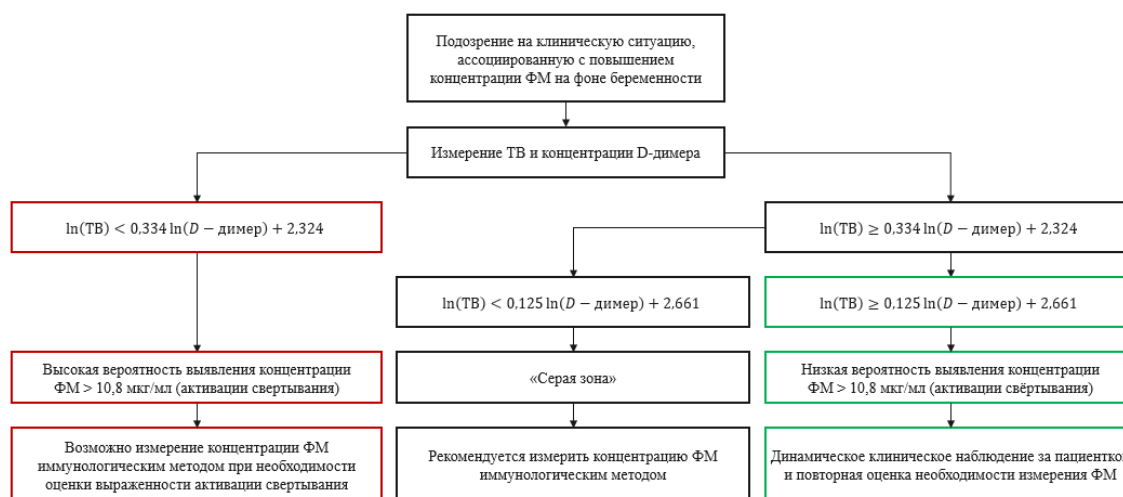 Подозрение на клиническую ситуацию,
ассоциированную с повышением
концентрации ФМ на фоне беременности
Измерение ТВ и концентрации D-димера
ln(ТВ) < 0,334 ln(D − димер) + 2,324
ln(ТВ) ≥ 0,334 ln(D − димер) + 2,324
ln(ТВ) < 0,125 ln(D − димер) + 2,661
ln(ТВ) ≥ 0,125 ln(D − димер) + 2,661
Высокая вероятность выявления концентрации
ФМ > 10,8 мкг/мл (активации свертывания)
«Серая зона»
Низкая вероятность выявления концентрации
ФМ > 10,8 мкг/мл (активации свёртывания)
Возможно измерение концентрации ФМ
иммунологическим методом при необходимости
оценки выраженности активации свертывания
Рекомендуется измерить концентрацию ФМ
иммунологическим методом
Динамическое клиническое наблюдение за
и повторная оценка необходимости измерения ФМ